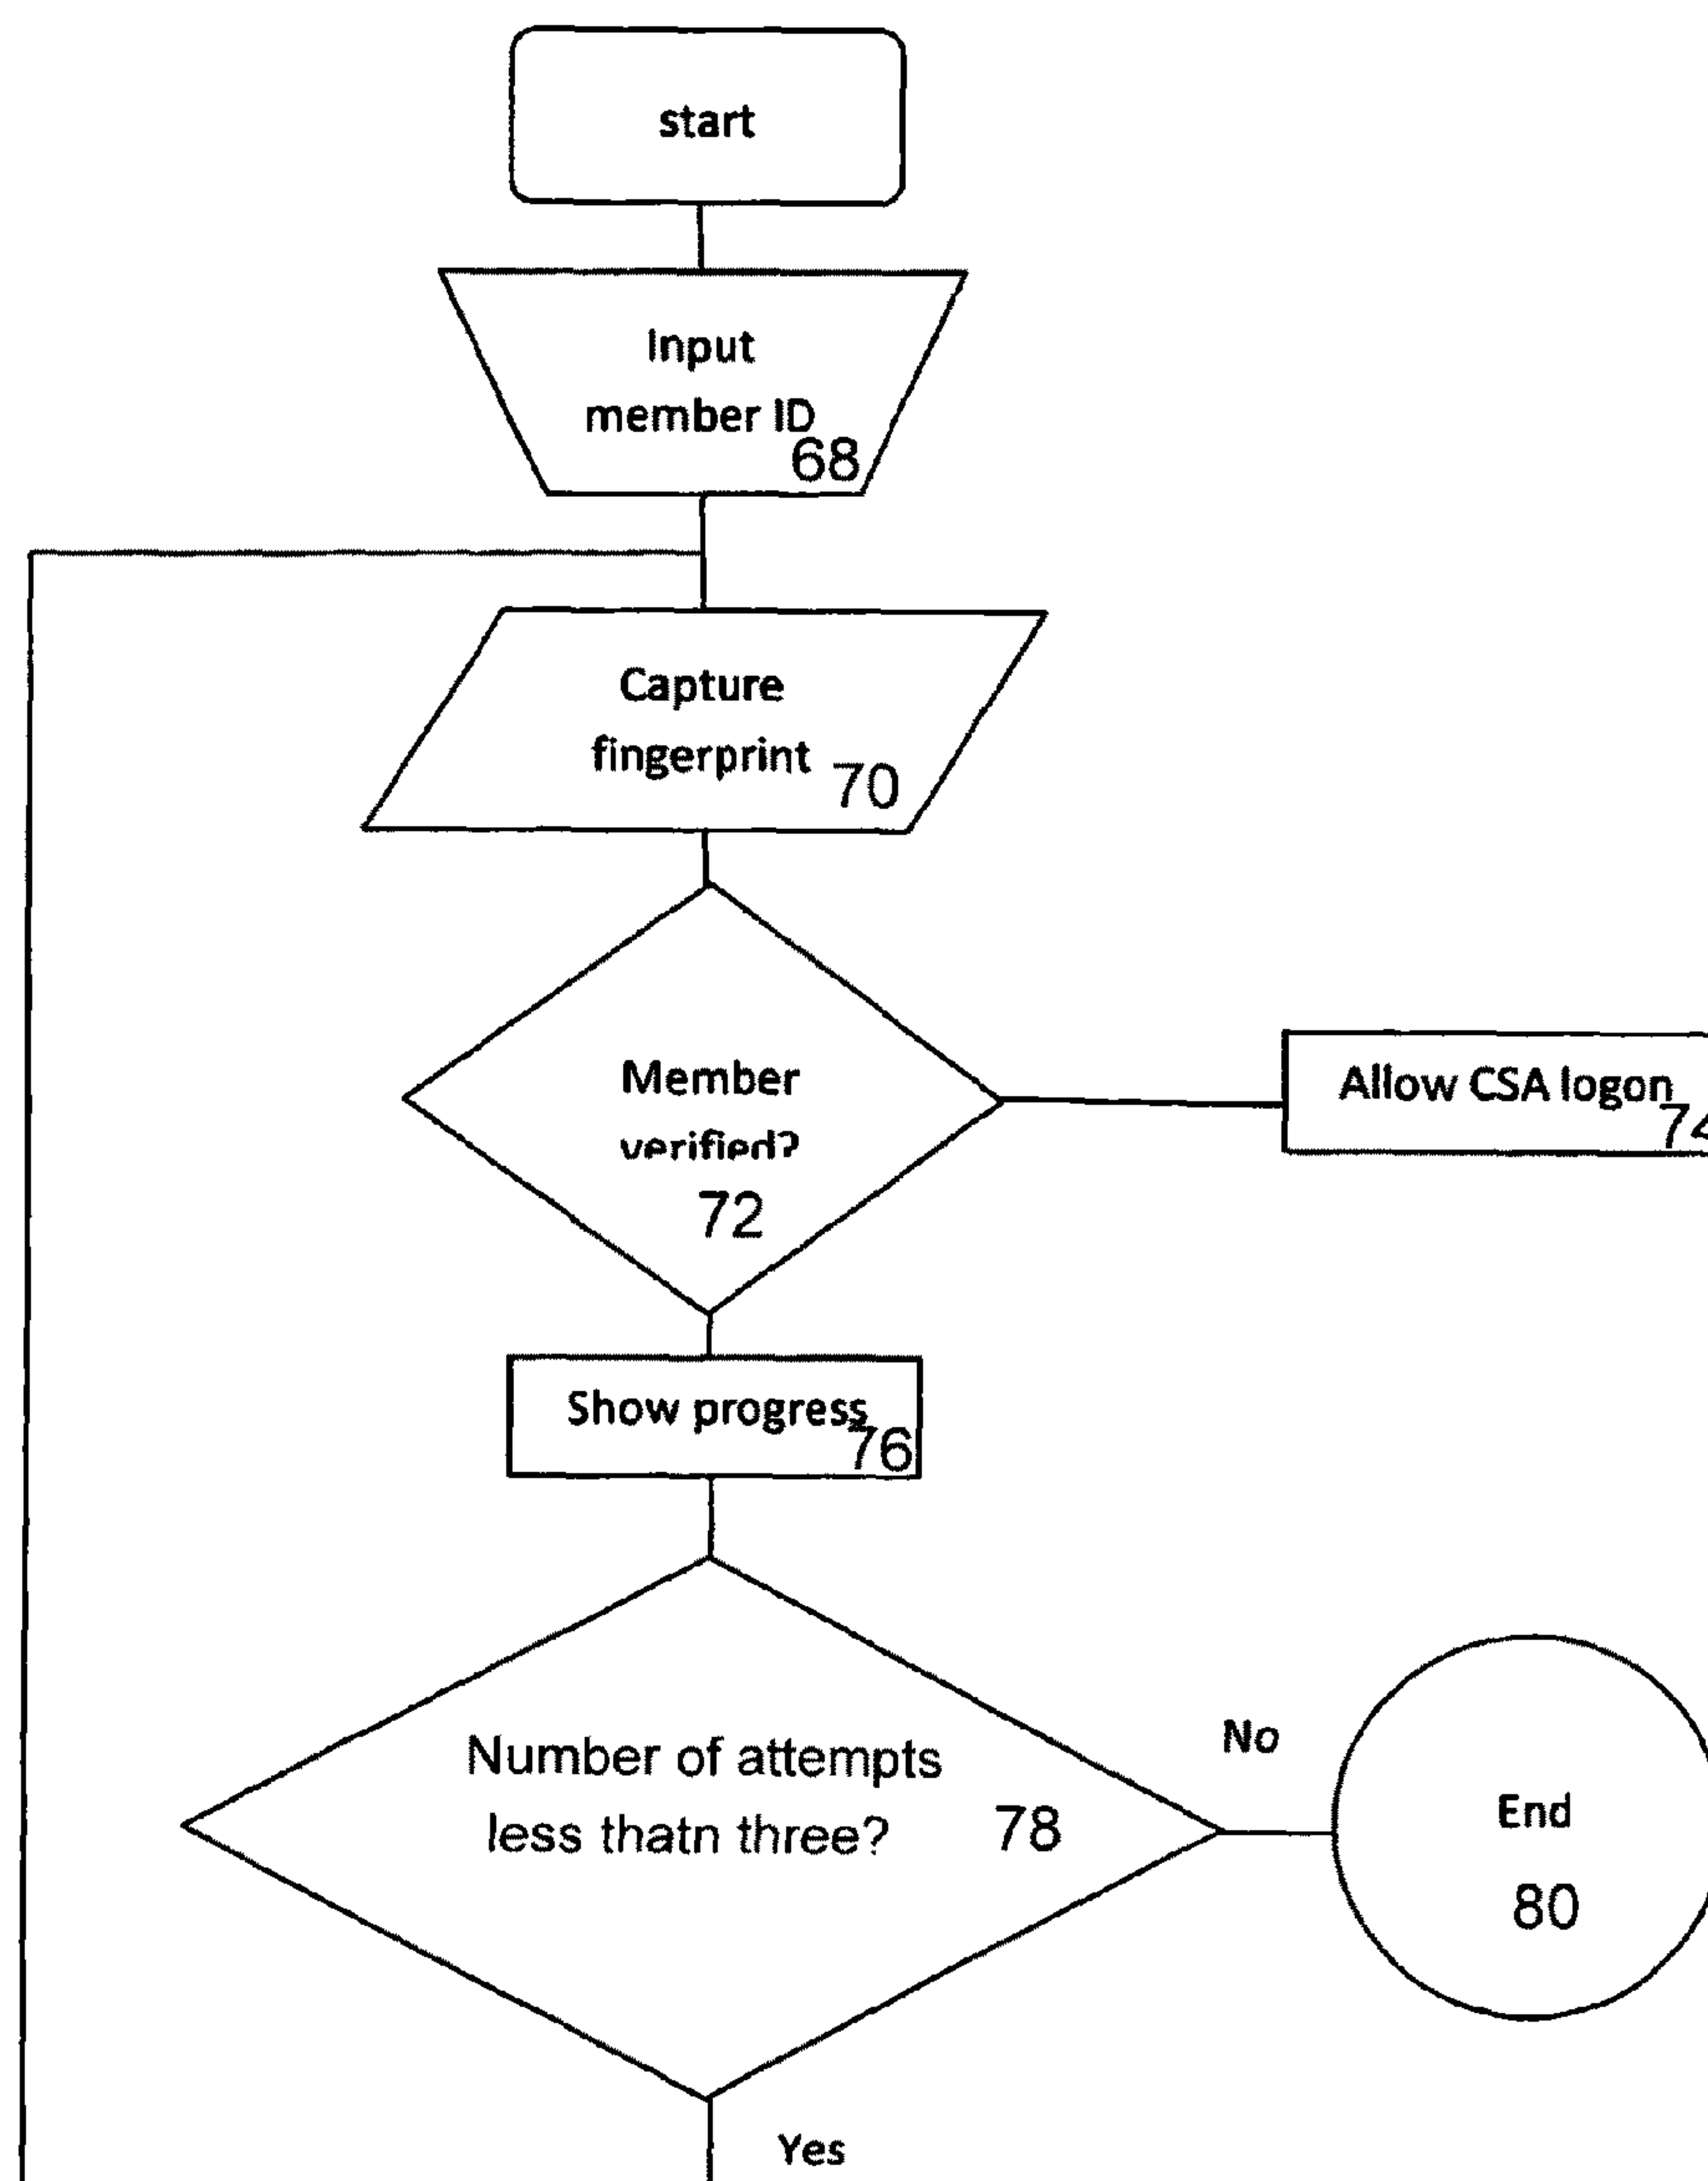 start
Input
member ID
68
Capture
fingerprint
70
Member
verified?
72
Allow CSA logon
74
Show progress
76
Number of attempts
less thatn three?
78
No
End
80
Yes